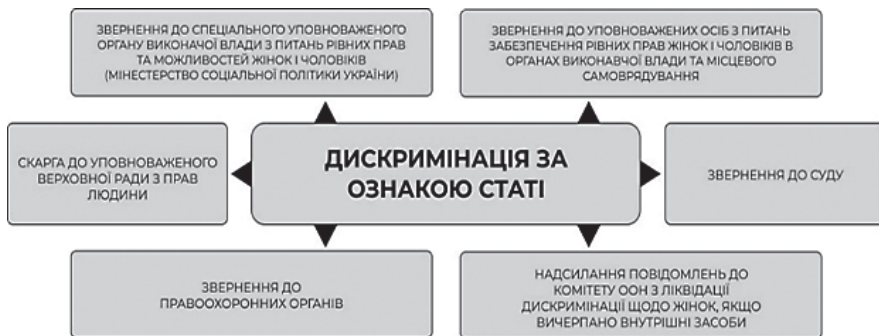 ЗВЕРНЕННЯ ДО СПЕЦІАЛЬНОГО УПОВНОВАЖЕНОГО
ОРГАНУ ВИКОНАЧОЇ ВЛАДИ З ПИТАНЬ РІВНИХ ПРАВ
ТА МОЖЛИВОСТЕЙ ЖІНОК І ЧОЛОВІКІВ
(МІНЕСТЕРСТВО СОЦІАЛЬНОЇ ПОЛІТИКИ УКРАЇНИ)
ЗВЕРНЕННЯ ДО УПОВНОВАЖЕНИХ ОСІБ З ПИТАНЬ
ЗАБЕЗПЕЧЕННЯ РІВНИХ ПРАВ ЖІНОК І ЧОЛОВІКІВ В
ОРГАНАХ ВИКОНАВЧОЇ ВЛАДИ ТА МІСЦЕВОГО
САМОВРЯДУВАННЯ
СКАРГА ДО УПОВНОВАЖЕНОГО
ВЕРХОВНОЇ РАДИ З ПРАВ
ЛЮДИНИ
ДИСКРИМІНАЦІЯ ЗА
ОЗНАКОЮ СТАТІ
ЗВЕРНЕННЯ ДО СУДУ
ЗВЕРНЕННЯ ДО
ПРАВООХОРОННИХ ОРГАНІВ
НАДСИЛАННЯ ПОВІДОМЛЕНЬ ДО
КОМІТЕТУ ООН З ЛІКВІДАЦІЇ
ДИСКРИМІНАЦІЇ ЩОДО ЖІНОК, ЯКЩО
ВИЧЕРПАНО ВНУТРІШНІ ЗАСОБИ